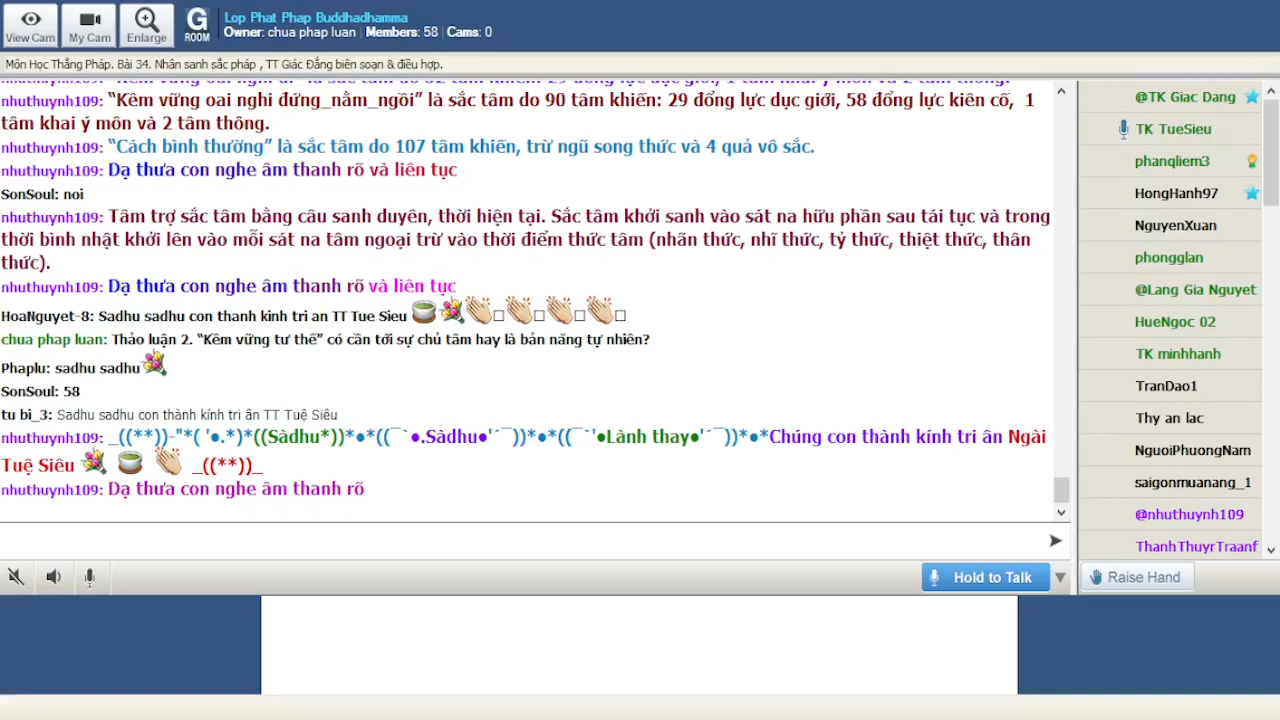 View Cam
My Cam
Enlarge
G
ROOM
Lop Phat Phap Buddhadhamma
Owner: chua phap luan | Members: 58 | Cams: 0
Môn Học Thắng Pháp. Bài 34. Nhân sanh sắc pháp , TT Giác Đẳng biên soạn & điều hợp.
nhuthuynh109: “Kềm vững oai nghi đứng_nằm_ngồi” là sắc tâm do 90 tâm khiến: 29 đổng lực dục giới, 58 đổng lực kiên cố, 1
tâm khai ý môn và 2 tâm thông.
nhuthuynh109: “Cách bình thường” là sắc tâm do 107 tâm khiến, trừ ngũ song thức và 4 quả vô sắc.
nhuthuynh109: Dạ thưa con nghe âm thanh rõ và liên tục
SonSoul: noi
nhuthuynh109: Tâm trợ sắc tâm bằng câu sanh duyên, thời hiện tại. Sắc tâm khởi sanh vào sát na hữu phần sau tái tục và trong
thời bình nhật khởi lên vào mỗi sát na tâm ngoại trừ vào thời điểm thức tâm (nhãn thức, nhĩ thức, tỷ thức, thiệt thức, thân
thức).
nhuthuynh109: Dạ thưa con nghe âm thanh rõ và liên tục
HoaNguyet-8: Sadhu sadhu con thanh kinh tri an TT Tue Sieu 🍵💐👏□👏□👏□👏□
chua phap luan: Thảo luận 2. “Kềm vững tư thế” có cần tới sự chủ tâm hay là bản năng tự nhiên?
Phaplu: sadhu sadhu💐
SonSoul: 58
tu bi_3: Sadhu sadhu con thành kính tri ân TT Tuệ Siêu
nhuthuynh109: _((**))-"*( '●.*)*((Sàdhu*))*●*((¯`●.Sàdhu●'´¯))*●*((¯`'●Lành thay●'´¯))*●*Chúng con thành kính tri ân Ngài
Tuệ Siêu 💐 🍵 👏 _((**))_
nhuthuynh109: Dạ thưa con nghe âm thanh rõ
@TK Giac Dang
TK TueSieu
phanqliem3
HongHanh97
NguyenXuan
phongglan
@Lang Gia Nguyet
HueNgoc 02
TK minhhanh
TranDao1
Thy an lac
NguoiPhuongNam
saigonmuanang_1
@nhuthuynh109
ThanhThuyrTraanf
Hold to Talk
Raise Hand